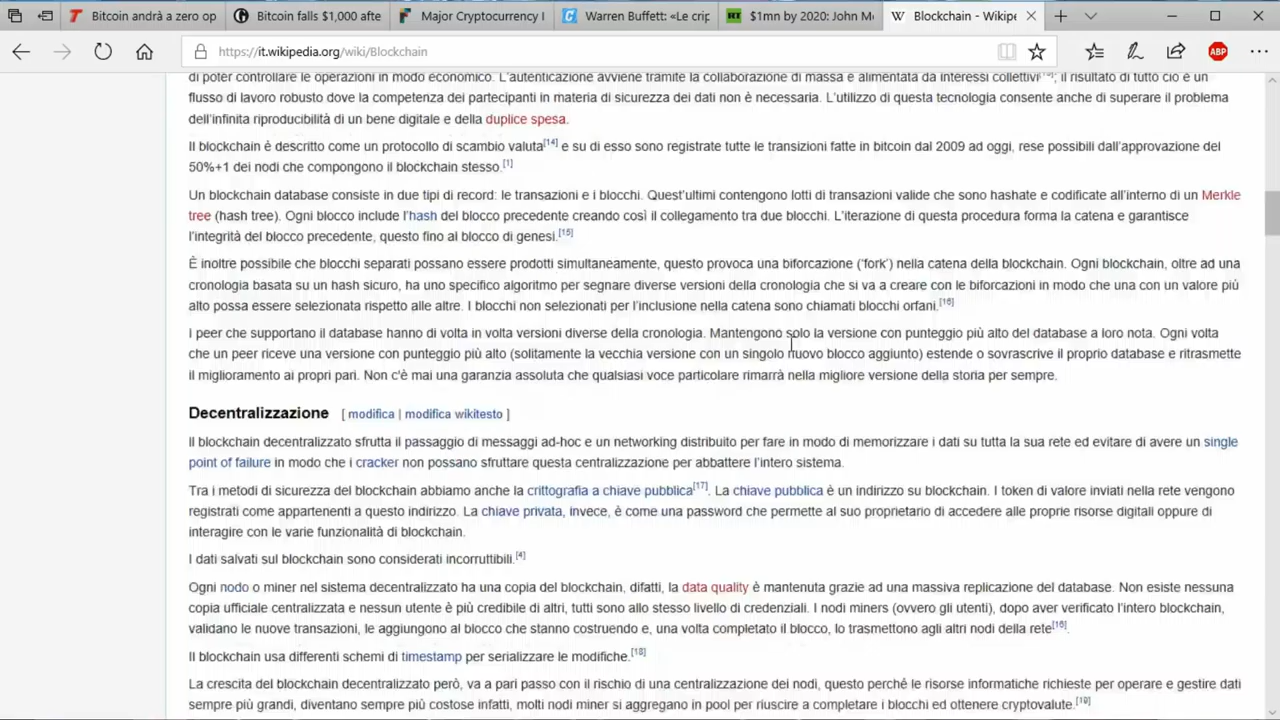 Bitcoin andrà a zero op
Bitcoin falls $1,000 afte
Major Cryptocurrency I
Warren Buffett: «Le crip
$1mn by 2020: John Mc
Blockchain - Wikipe
https://it.wikipedia.org/wiki/Blockchain
ABP
di poter controllare le operazioni in modo economico. L'autenticazione avviene tramite la collaborazione di massa e alimentata da interessi collettivi; il risultato di tutto ciò è un
flusso di lavoro robusto dove la competenza dei partecipanti in materia di sicurezza dei dati non è necessaria. L'utilizzo di questa tecnologia consente anche di superare il problema
dell'infinita riproducibilità di un bene digitale e della duplice spesa.
Il blockchain è descritto come un protocollo di scambio valuta[14] e su di esso sono registrate tutte le transizioni fatte in bitcoin dal 2009 ad oggi, rese possibili dall'approvazione del
50%+1 dei nodi che compongono il blockchain stesso.[1]
Un blockchain database consiste in due tipi di record: le transazioni e i blocchi. Quest'ultimi contengono lotti di transazioni valide che sono hashate e codificate all'interno di un Merkle
tree (hash tree). Ogni blocco include l'hash del blocco precedente creando così il collegamento tra due blocchi. L'iterazione di questa procedura forma la catena e garantisce
l'integrità del blocco precedente, questo fino al blocco di genesi.[15]
È inoltre possibile che blocchi separati possano essere prodotti simultaneamente, questo provoca una biforcazione ('fork') nella catena della blockchain. Ogni blockchain, oltre ad una
cronologia basata su un hash sicuro, ha uno specifico algoritmo per segnare diverse versioni della cronologia che si va a creare con le biforcazioni in modo che una con un valore più
alto possa essere selezionata rispetto alle altre. I blocchi non selezionati per l'inclusione nella catena sono chiamati blocchi orfani.[16]
I peer che supportano il database hanno di volta in volta versioni diverse della cronologia. Mantengono solo la versione con punteggio più alto del database a loro nota. Ogni volta
che un peer riceve una versione con punteggio più alto (solitamente la vecchia versione con un singolo nuovo blocco aggiunto) estende o sovrascrive il proprio database e ritrasmette
il miglioramento ai propri pari. Non c'è mai una garanzia assoluta che qualsiasi voce particolare rimarrà nella migliore versione della storia per sempre.
Decentralizzazione [ modifica | modifica wikitesto ]
Il blockchain decentralizzato sfrutta il passaggio di messaggi ad-hoc e un networking distribuito per fare in modo di memorizzare i dati su tutta la sua rete ed evitare di avere un single
point of failure in modo che i cracker non possano sfruttare questa centralizzazione per abbattere l'intero sistema.
Tra i metodi di sicurezza del blockchain abbiamo anche la crittografia a chiave pubblica[17]. La chiave pubblica è un indirizzo su blockchain. I token di valore inviati nella rete vengono
registrati come appartenenti a questo indirizzo. La chiave privata, invece, è come una password che permette al suo proprietario di accedere alle proprie risorse digitali oppure di
interagire con le varie funzionalità di blockchain.
I dati salvati sul blockchain sono considerati incorruttibili.[4]
Ogni nodo o miner nel sistema decentralizzato ha una copia del blockchain, difatti, la data quality è mantenuta grazie ad una massiva replicazione del database. Non esiste nessuna
copia ufficiale centralizzata e nessun utente è più credibile di altri, tutti sono allo stesso livello di credenziali. I nodi miners (ovvero gli utenti), dopo aver verificato l'intero blockchain,
validano le nuove transazioni, le aggiungono al blocco che stanno costruendo e, una volta completato il blocco, lo trasmettono agli altri nodi della rete[16].
Il blockchain usa differenti schemi di timestamp per serializzare le modifiche.[18]
La crescita del blockchain decentralizzato però, va a pari passo con il rischio di una centralizzazione dei nodi, questo perché le risorse informatiche richieste per operare e gestire dati
sempre più grandi, diventano sempre più costose infatti, molti nodi miner si aggregano in pool per riuscire a completare i blocchi ed ottenere cryptovalute.[19]